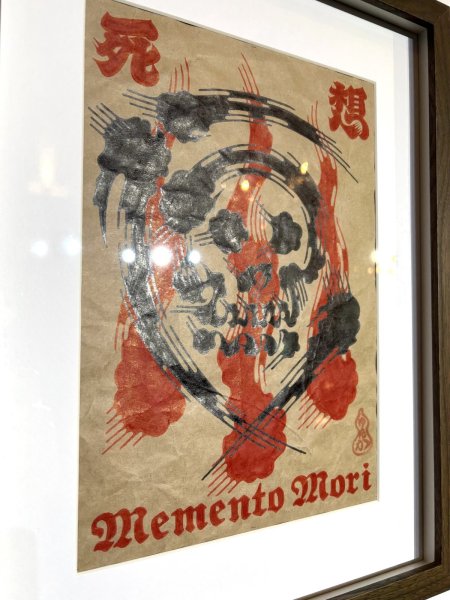 死 想
Memento Mori